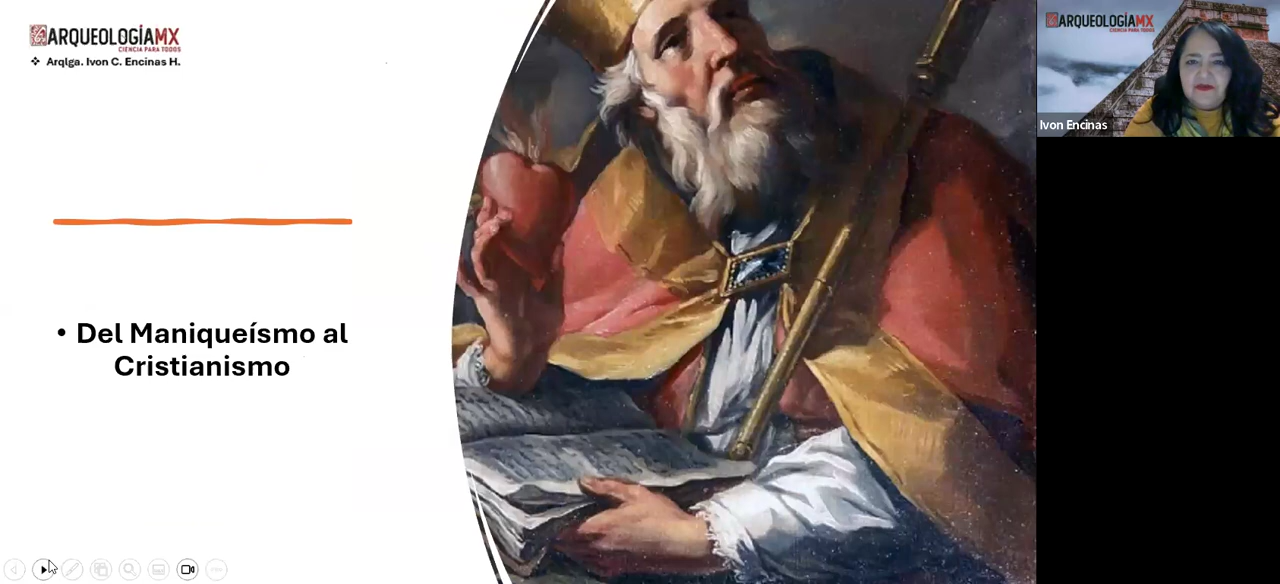 ARQUEOLOGÍAMX
CIENCIA PARA TODOS
❖ Arqlga. Ivon C. Encinas H.
• Del Maniqueísmo al
Cristianismo
ARQUEOLOGÍAMX
CIENCIA PARA TODOS
Ivon Encinas